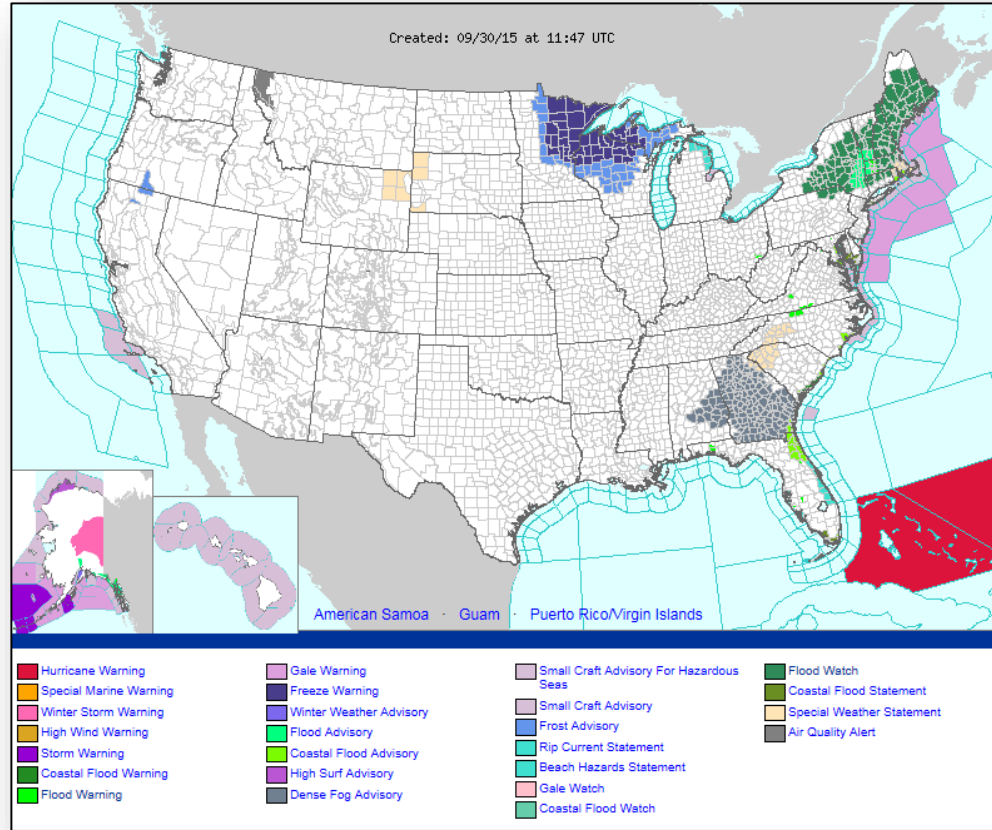 Created: 09/30/15 at 11:47 UTC
American Samoa · Guam · Puerto Rico/Virgin Islands
Hurricane Warning
Special Marine Warning
Winter Storm Warning
High Wind Warning
Storm Warning
Coastal Flood Warning
Flood Warning
Gale Warning
Freeze Warning
Winter Weather Advisory
Flood Advisory
Coastal Flood Advisory
High Surf Advisory
Dense Fog Advisory
Small Craft Advisory For Hazardous
Seas
Small Craft Advisory
Frost Advisory
Rip Current Statement
Beach Hazards Statement
Gale Watch
Coastal Flood Watch
Flood Watch
Coastal Flood Statement
Special Weather Statement
Air Quality Alert